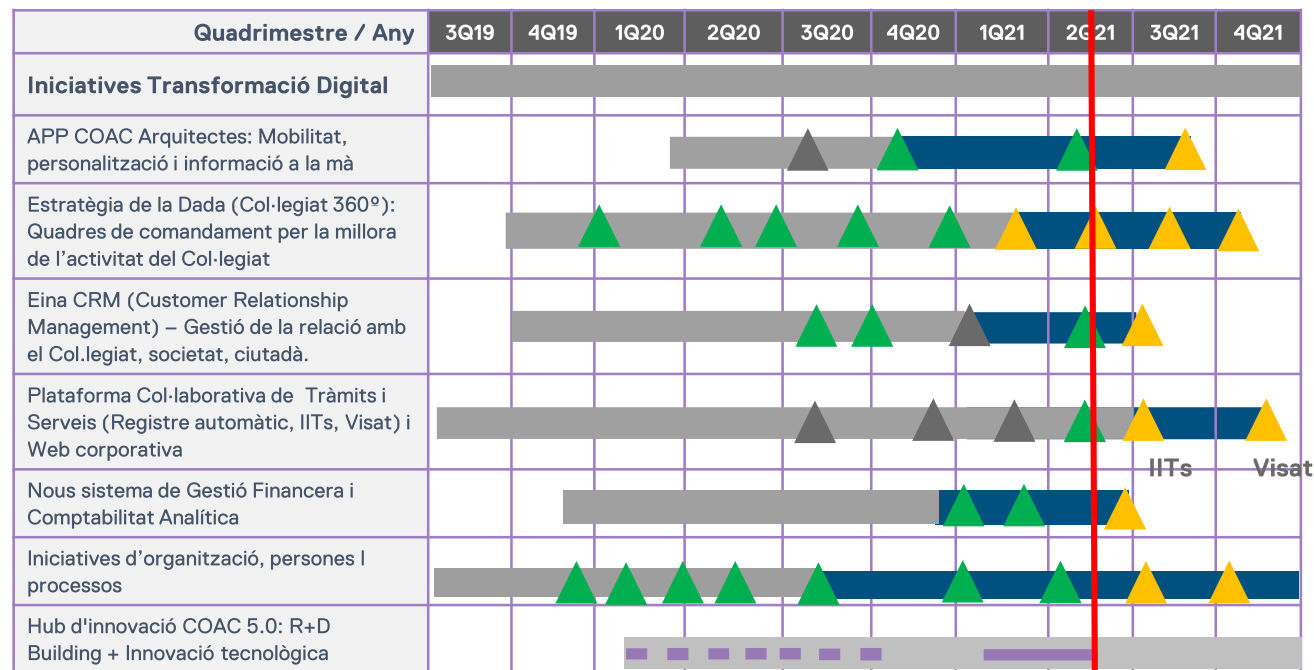 Quadrimestre / Any 3Q19 4Q19 1Q20 2Q20 3Q20 4Q20 1Q21 2Q21 3Q21 4Q21
Iniciatives Transformació Digital
APP COAC Arquitectes: Mobilitat,
personalització i informació a la mà
Estratègia de la Dada (Col·legiat 360º):
Quadres de comandament per la millora
de l'activitat del Col·legiat
Eina CRM (Customer Relationship
Management) – Gestió de la relació amb
el Col.legiat, societat, ciutadà.
Plataforma Col·laborativa de Tràmits i
Serveis (Registre automàtic, IITs, Visat) i
Web corporativa
IITs Visat
Nous sistema de Gestió Financera i
Comptabilitat Analítica
Iniciatives d'organització, persones I
processos
Hub d'innovació COAC 5.0: R+D
Building + Innovació tecnològica